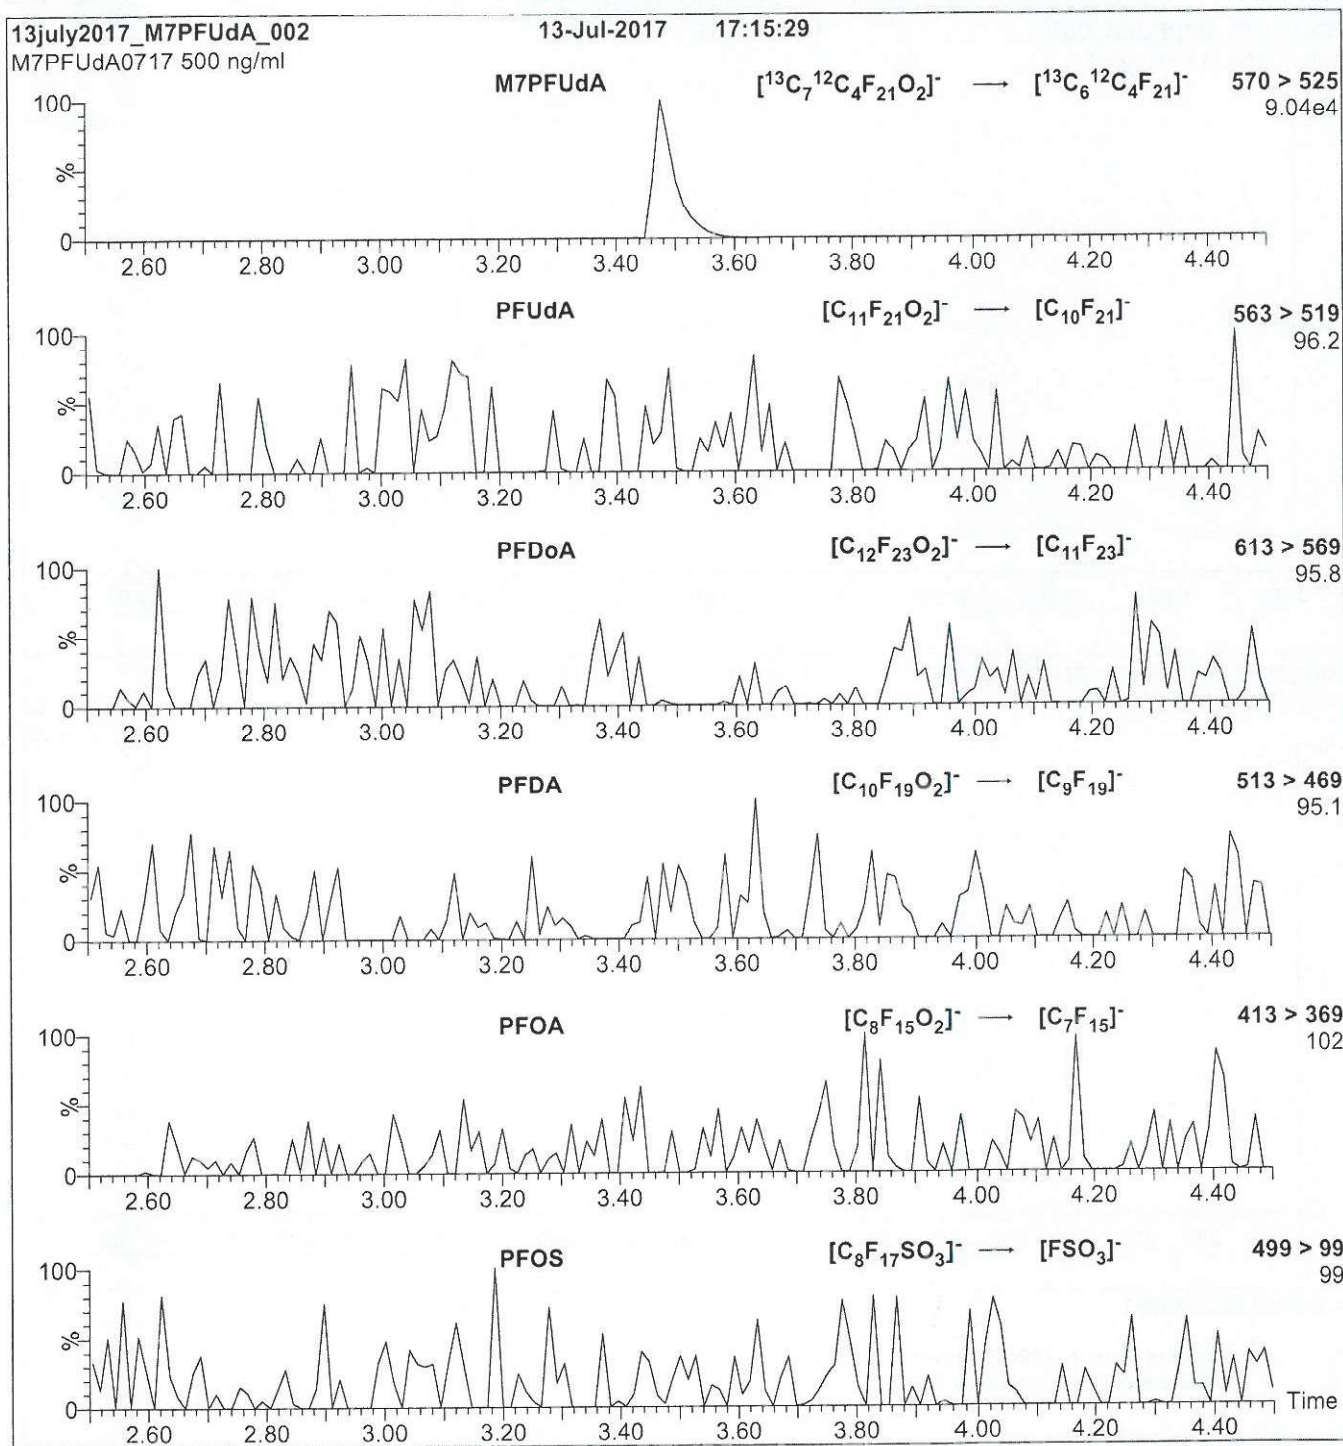 13july2017_M7PFUdA_002 13-Jul-2017 17:15:29
M7PFUdA0717 500 ng/ml
M7PFUdA [¹³C₇¹²C₄F₂₁O₂]⁻ → [¹³C₆¹²C₄F₂₁]⁻ 570 > 525
9.04e4
100
%
0
2.60 2.80 3.00 3.20 3.40 3.60 3.80 4.00 4.20 4.40
PFUdA [C₁₁F₂₁O₂]⁻ → [C₁₀F₂₁]⁻ 563 > 519
96.2
100
%
0
2.60 2.80 3.00 3.20 3.40 3.60 3.80 4.00 4.20 4.40
PFDoA [C₁₂F₂₃O₂]⁻ → [C₁₁F₂₃]⁻ 613 > 569
95.8
100
%
0
2.60 2.80 3.00 3.20 3.40 3.60 3.80 4.00 4.20 4.40
PFDA [C₁₀F₁₉O₂]⁻ → [C₉F₁₉]⁻ 513 > 469
95.1
100
%
0
2.60 2.80 3.00 3.20 3.40 3.60 3.80 4.00 4.20 4.40
PFOA [C₈F₁₅O₂]⁻ → [C₇F₁₅]⁻ 413 > 369
102
100
%
0
2.60 2.80 3.00 3.20 3.40 3.60 3.80 4.00 4.20 4.40
PFOS [C₈F₁₇SO₃]⁻ → [FSO₃]⁻ 499 > 99
99
100
%
0
Time
2.60 2.80 3.00 3.20 3.40 3.60 3.80 4.00 4.20 4.40